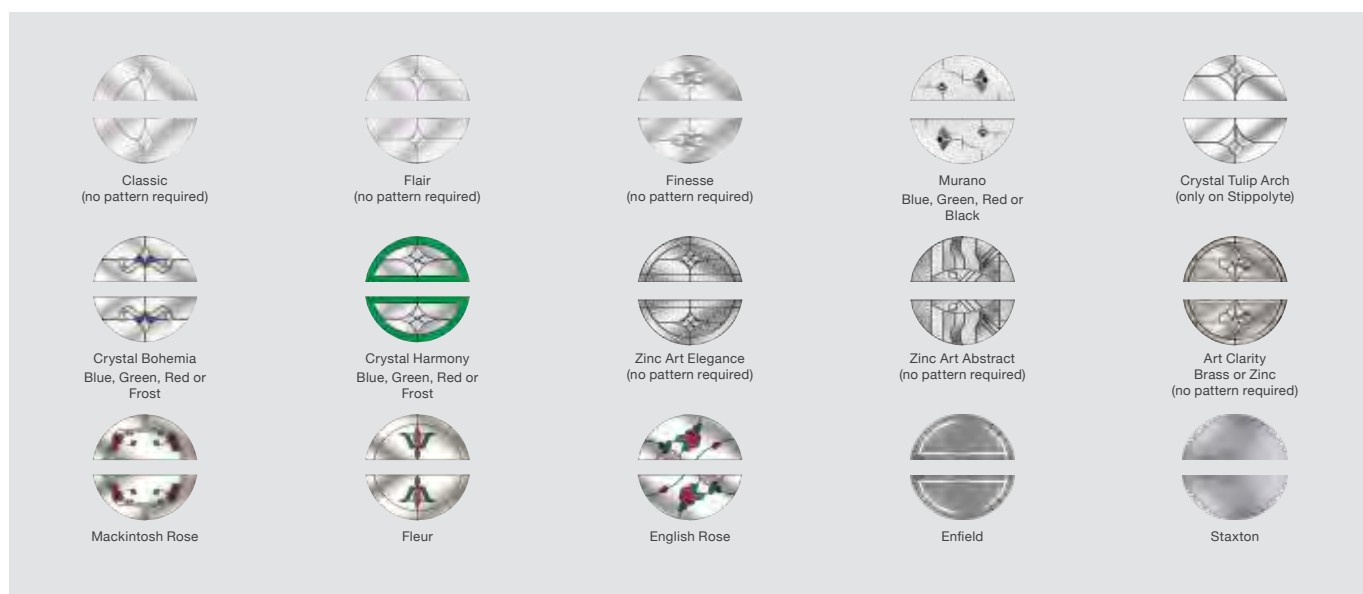 Classic
(no pattern required)
Flair
(no pattern required)
Finesse
(no pattern required)
Murano
Blue, Green, Red or
Black
Crystal Tulip Arch
(only on Stippolyte)
Crystal Bohemia
Blue, Green, Red or
Frost
Crystal Harmony
Blue, Green, Red or
Frost
Zinc Art Elegance
(no pattern required)
Zinc Art Abstract
(no pattern required)
Art Clarity
Brass or Zinc
(no pattern required)
Mackintosh Rose
Fleur
English Rose
Enfield
Staxton